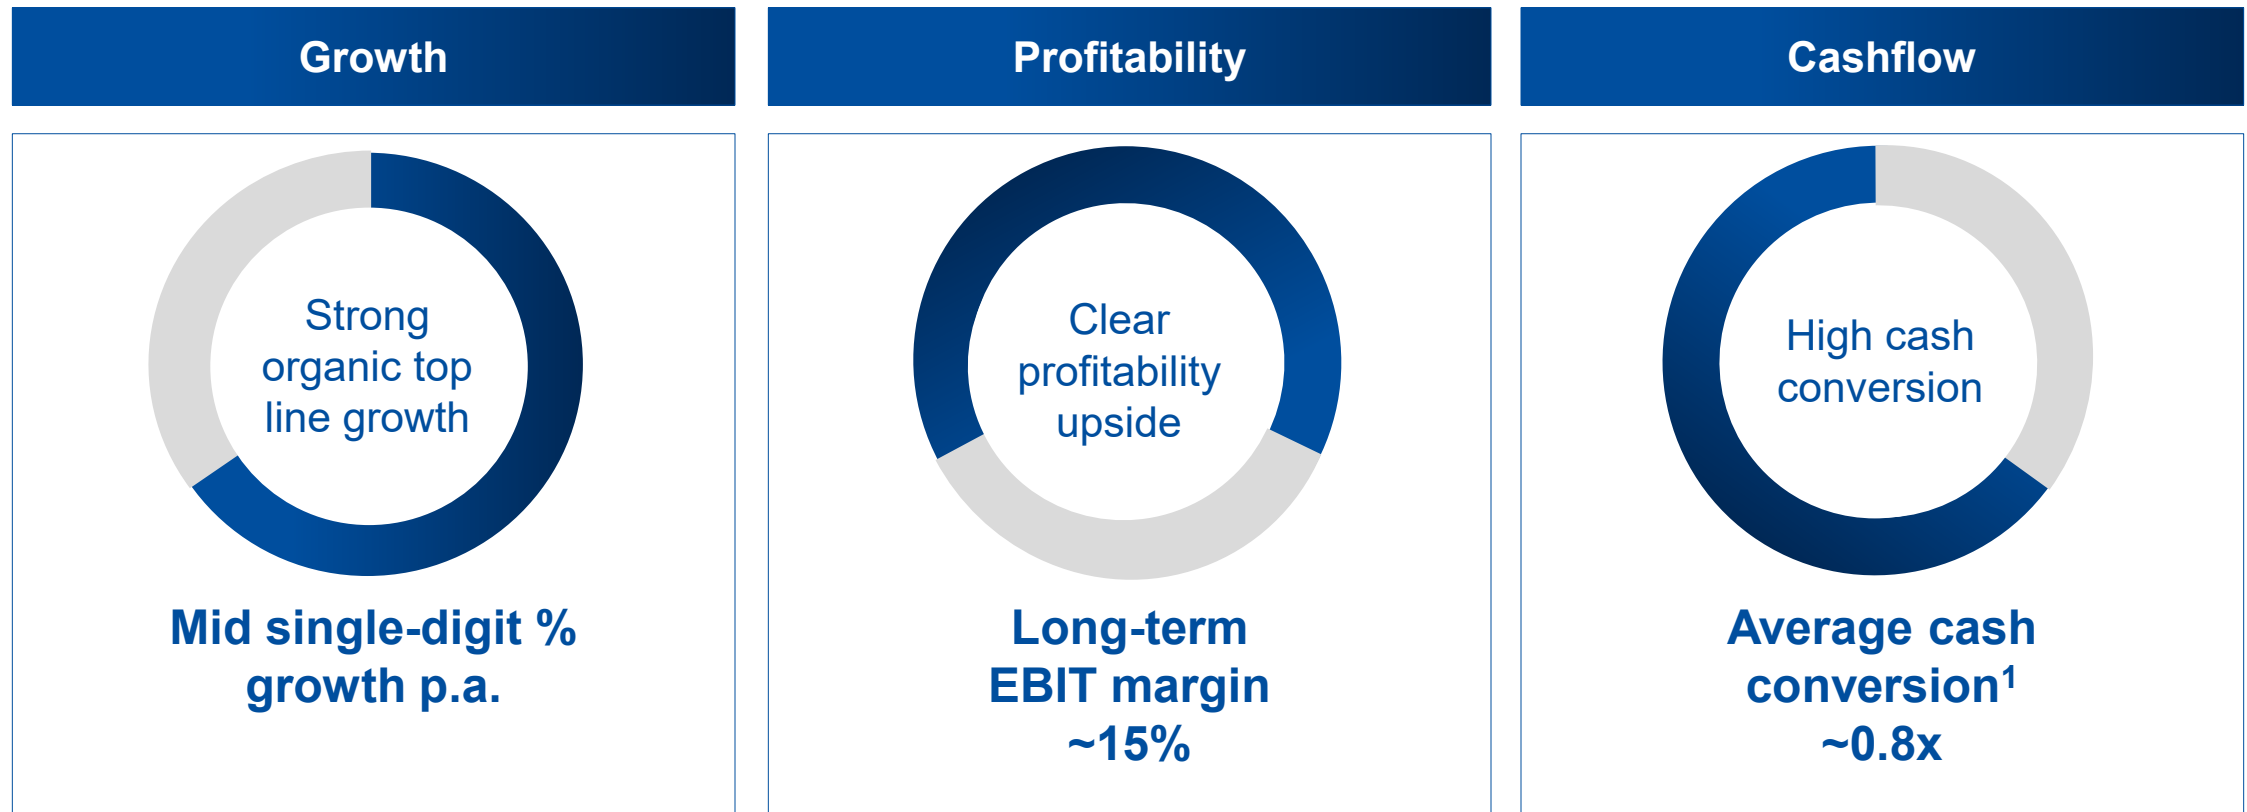 Growth
Profitability
Cashflow
Strong
organic top
line growth
Mid single-digit %
growth p.a.
Clear
profitability
upside
Long-term
EBIT margin
~15%
High cash
conversion
Average cash
conversion¹
~0.8x